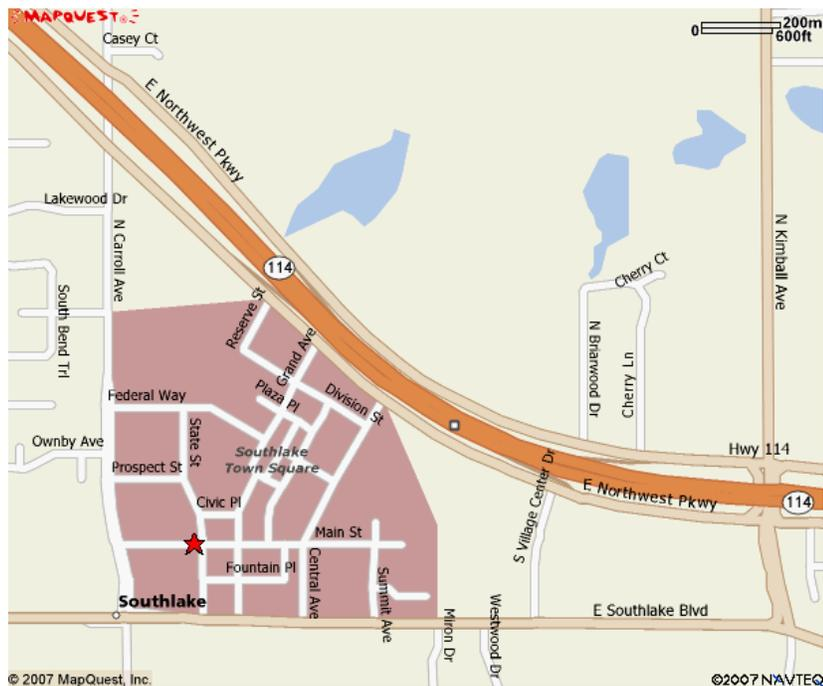 MAPQUEST
0 200m
600ft
Casey Ct
E Northwest Pkwy
Lakewood Dr
N Carroll Ave
N Kimball Ave
114
Cherry Ct
South Bend Trl
Reserve St
Grand Ave
N Briarwood Dr
Cherry Ln
Federal Way
Plaza Pl
Division St
State St
Ownby Ave
Southlake
Town Square
Hwy 114
Prospect St
S Village Center Dr
E Northwest Pkwy
114
Civic Pl
Main St
Fountain Pl
Central Ave
Summit Ave
Southlake
E Southlake Blvd
Miron Dr
Westwood Dr
© 2007 MapQuest, Inc.
©2007 NAVTEQ